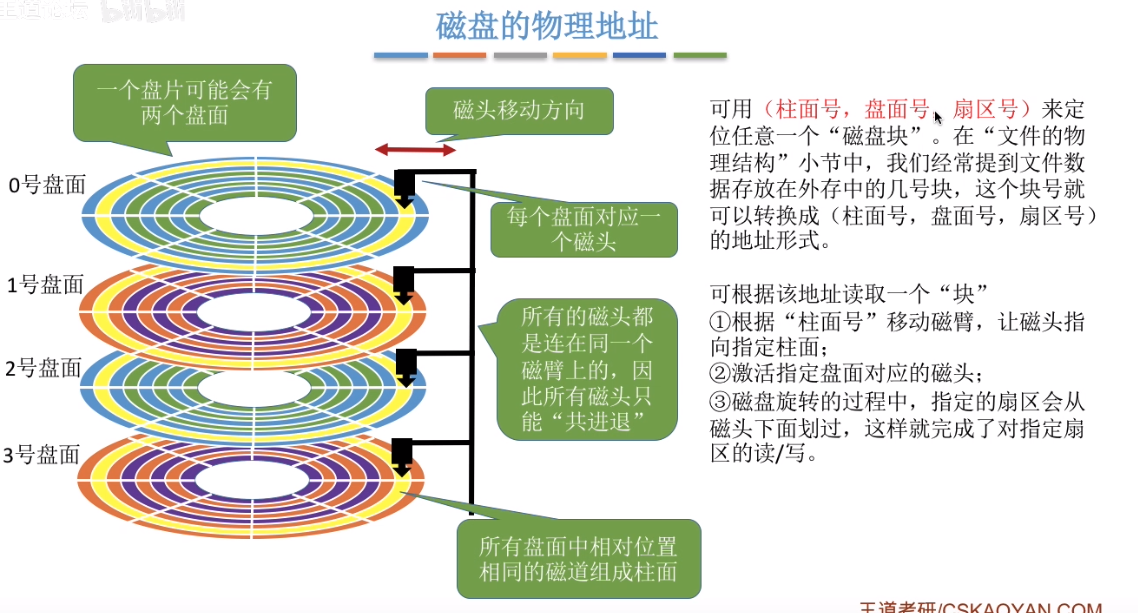 磁盘的物理地址
一个盘片可能会有
两个盘面
磁头移动方向
0号盘面
每个盘面对应一
个磁头
1号盘面
所有的磁头都
是连在同一个
磁臂上的，因
此所有磁头只
能“共进退”
2号盘面
3号盘面
所有盘面中相对位置
相同的磁道组成柱面
可用（柱面号，盘面号，扇区号）来定
位任意一个“磁盘块”。在“文件的物
理结构”小节中，我们经常提到文件数
据存放在外存中的几号块，这个块号就
可以转换成（柱面号，盘面号，扇区号）
的地址形式。
可根据该地址读取一个“块”
①根据“柱面号”移动磁臂，让磁头指
向指定柱面；
②激活指定盘面对应的磁头；
③磁盘旋转的过程中，指定的扇区会从
磁头下面划过，这样就完成了对指定扇
区的读/写。
王道考研/CSKAOYAN.COM